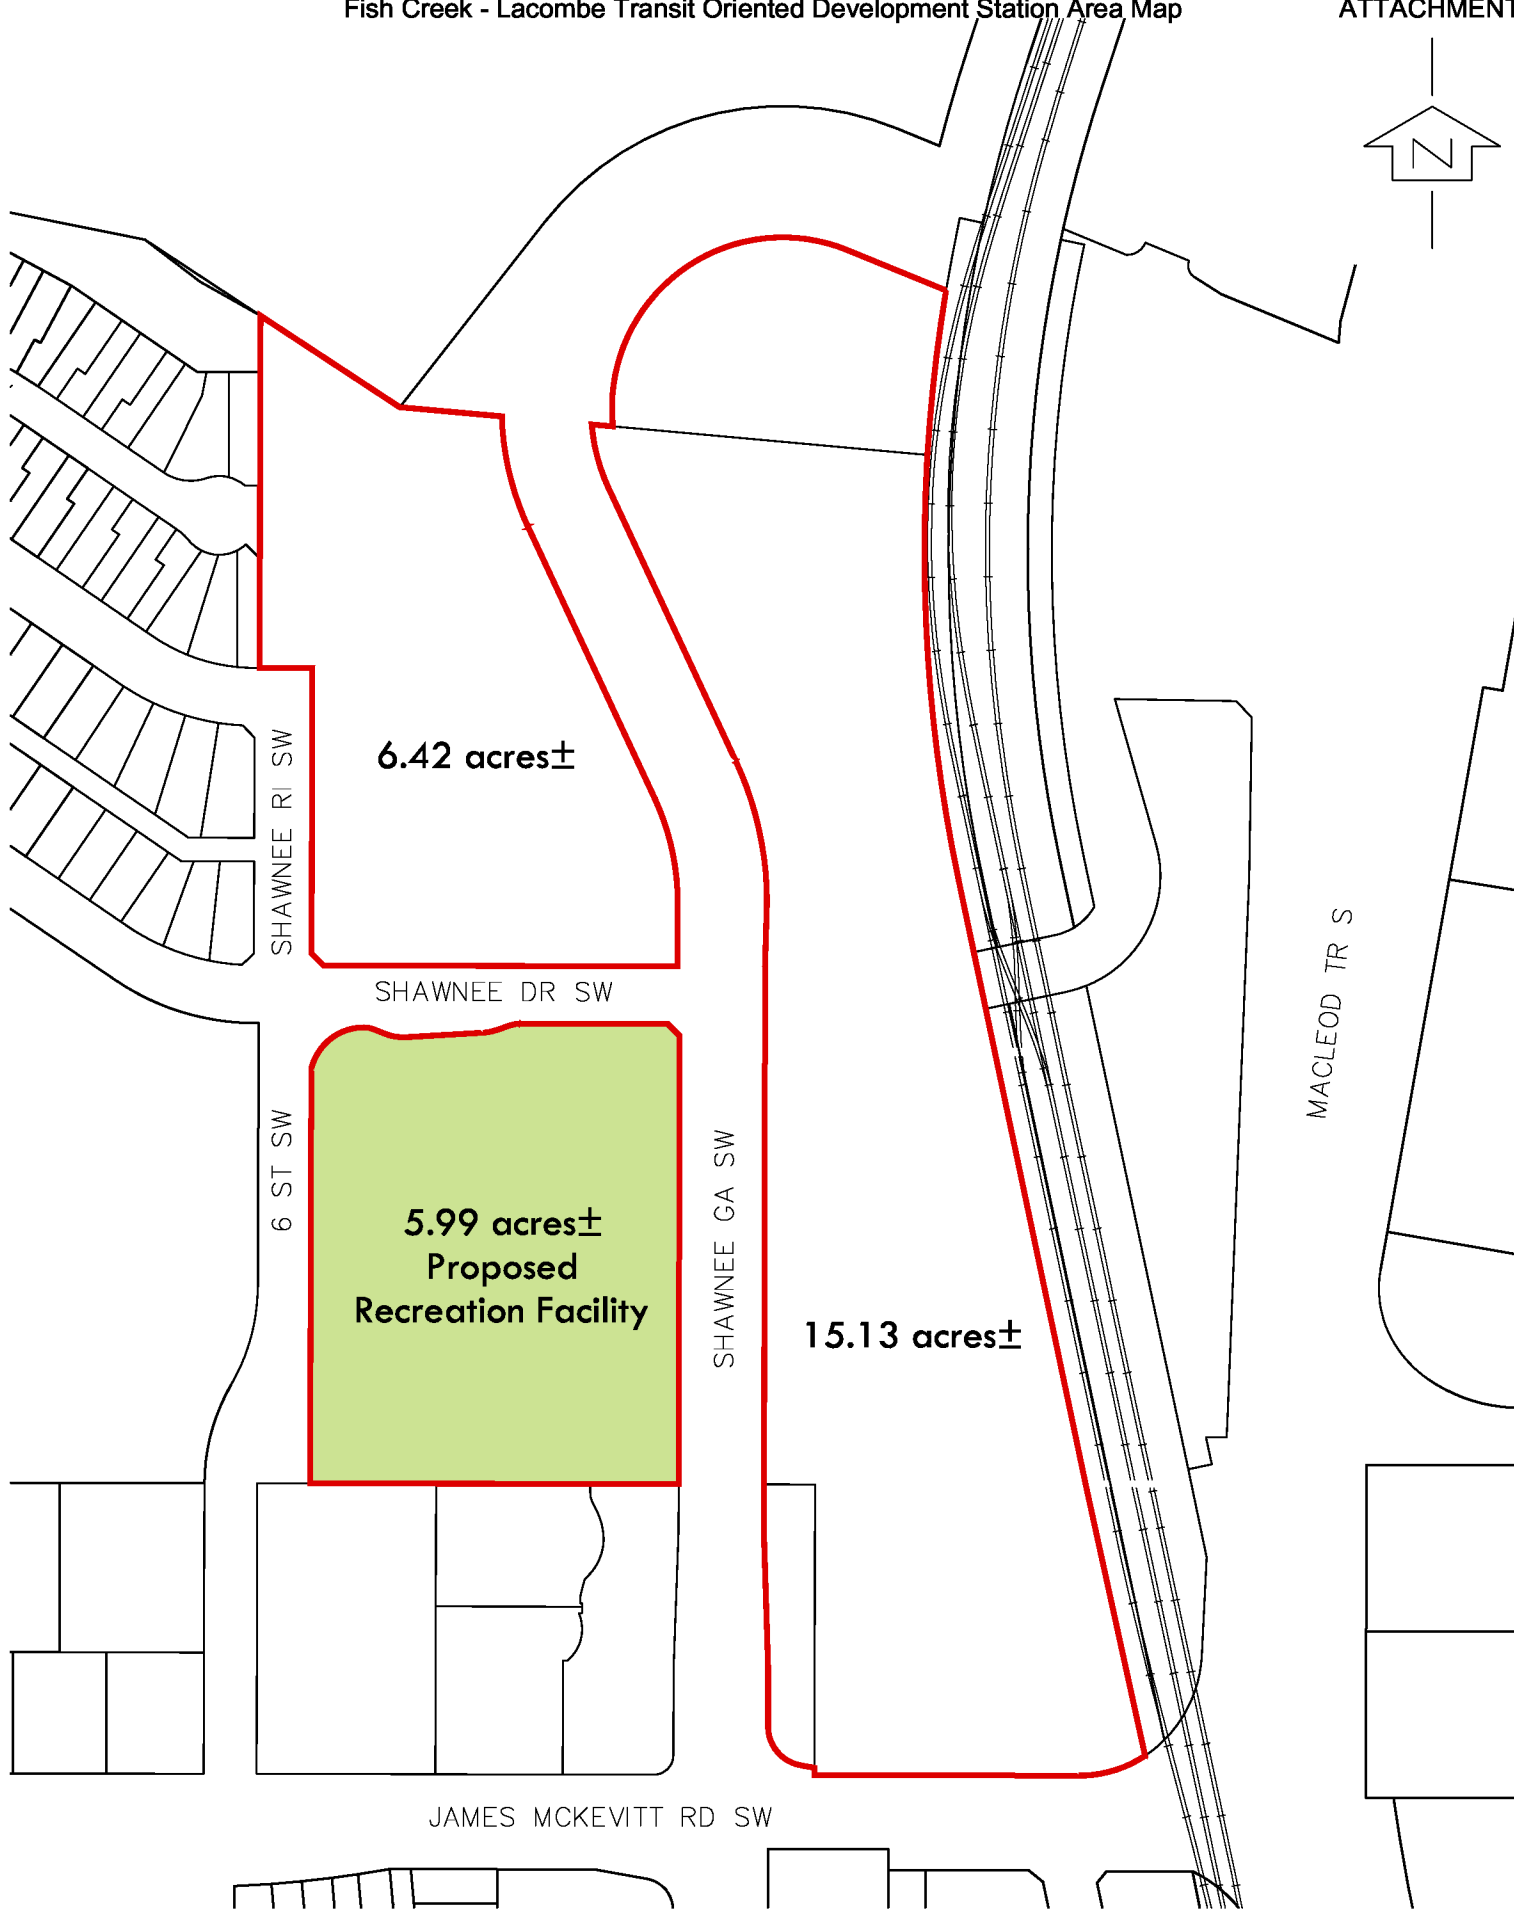 Fish Creek - Lacombe Transit Oriented Development Station Area Map
ATTACHMENT
N
6.42 acres±
SHAWNEE RI SW
SHAWNEE DR SW
MACLEOD TR S
6 ST SW
5.99 acres±
Proposed
Recreation Facility
SHAWNEE GA SW
15.13 acres±
JAMES MCKEVITT RD SW